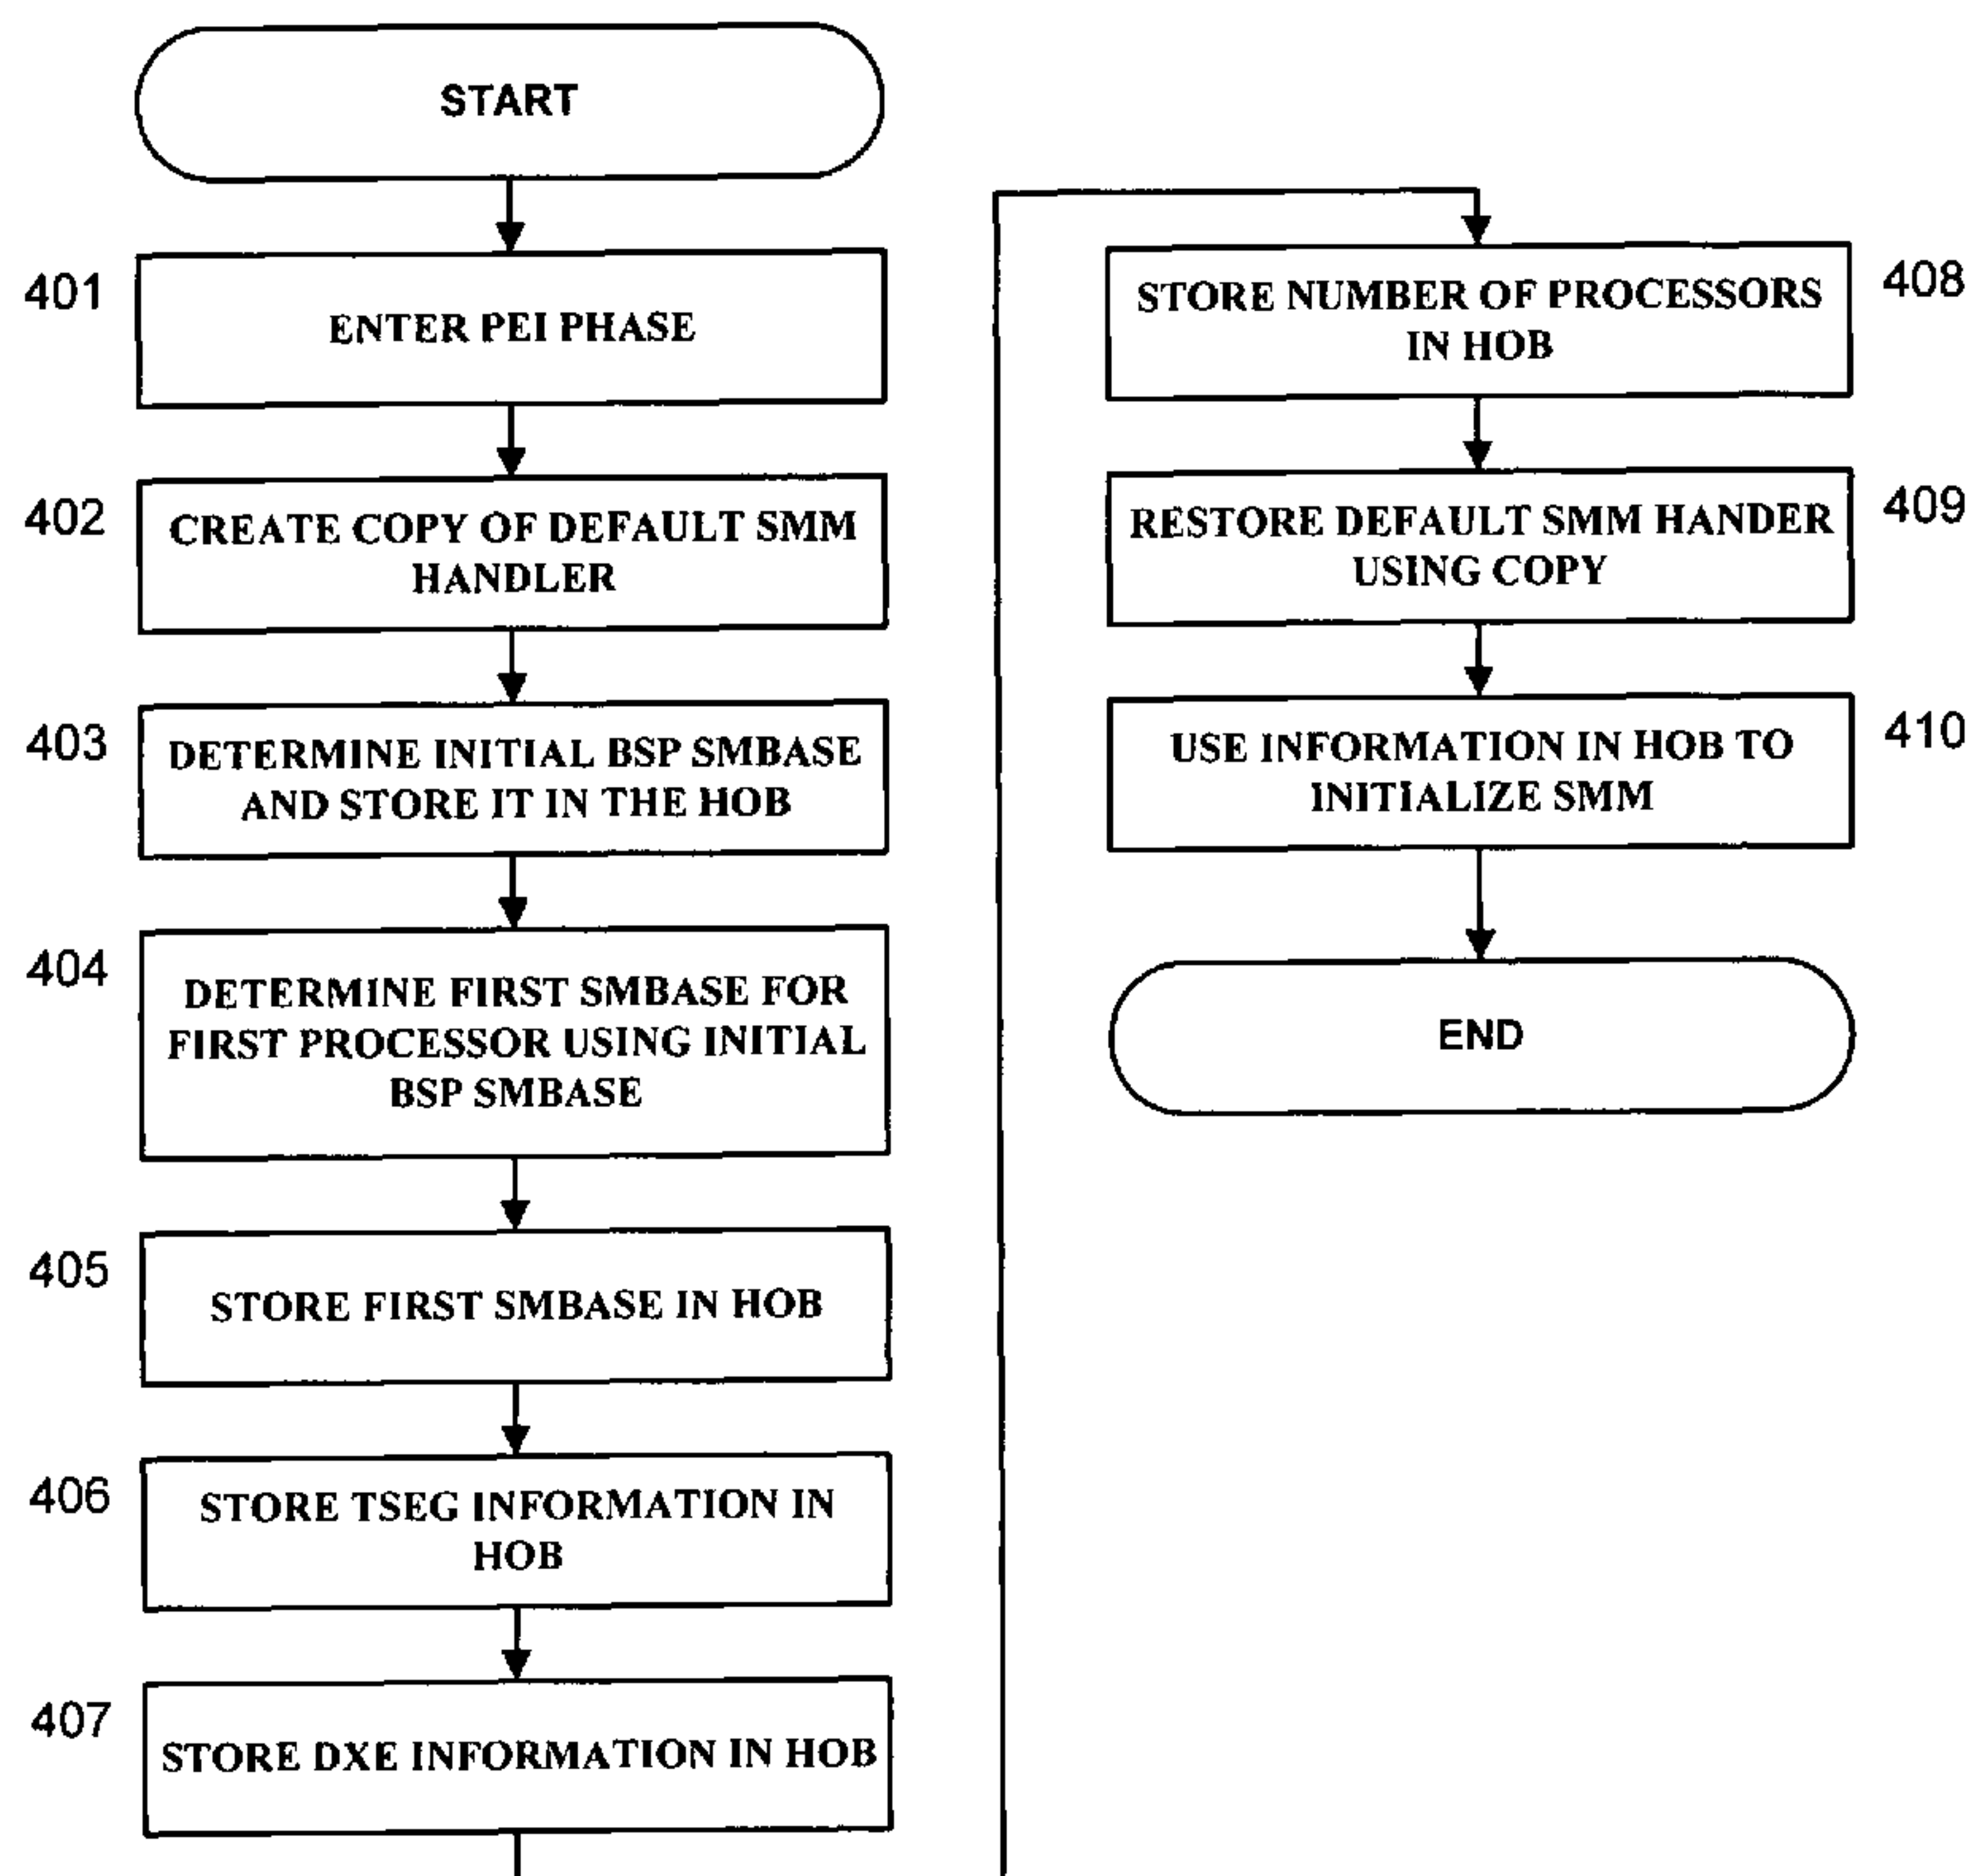 START
401
ENTER PEI PHASE
402
CREATE COPY OF DEFAULT SMM
HANDLER
403
DETERMINE INITIAL BSP SMBASE
AND STORE IT IN THE HOB
404
DETERMINE FIRST SMBASE FOR
FIRST PROCESSOR USING INITIAL
BSP SMBASE
405
STORE FIRST SMBASE IN HOB
406
STORE TSEG INFORMATION IN
HOB
407
STORE DXE INFORMATION IN HOB
408
STORE NUMBER OF PROCESSORS
IN HOB
409
RESTORE DEFAULT SMM HANDER
USING COPY
410
USE INFORMATION IN HOB TO
INITIALIZE SMM
END